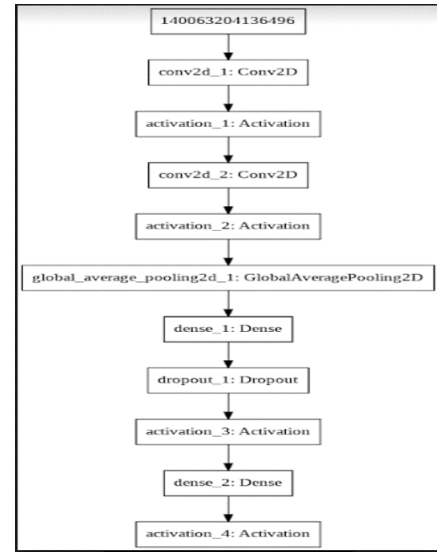 140063204136496
conv2d_1: Conv2D
activation_1: Activation
conv2d_2: Conv2D
activation_2: Activation
global_average_pooling2d_1: GlobalAveragePooling2D
dense_1: Dense
dropout_1: Dropout
activation_3: Activation
dense_2: Dense
activation_4: Activation